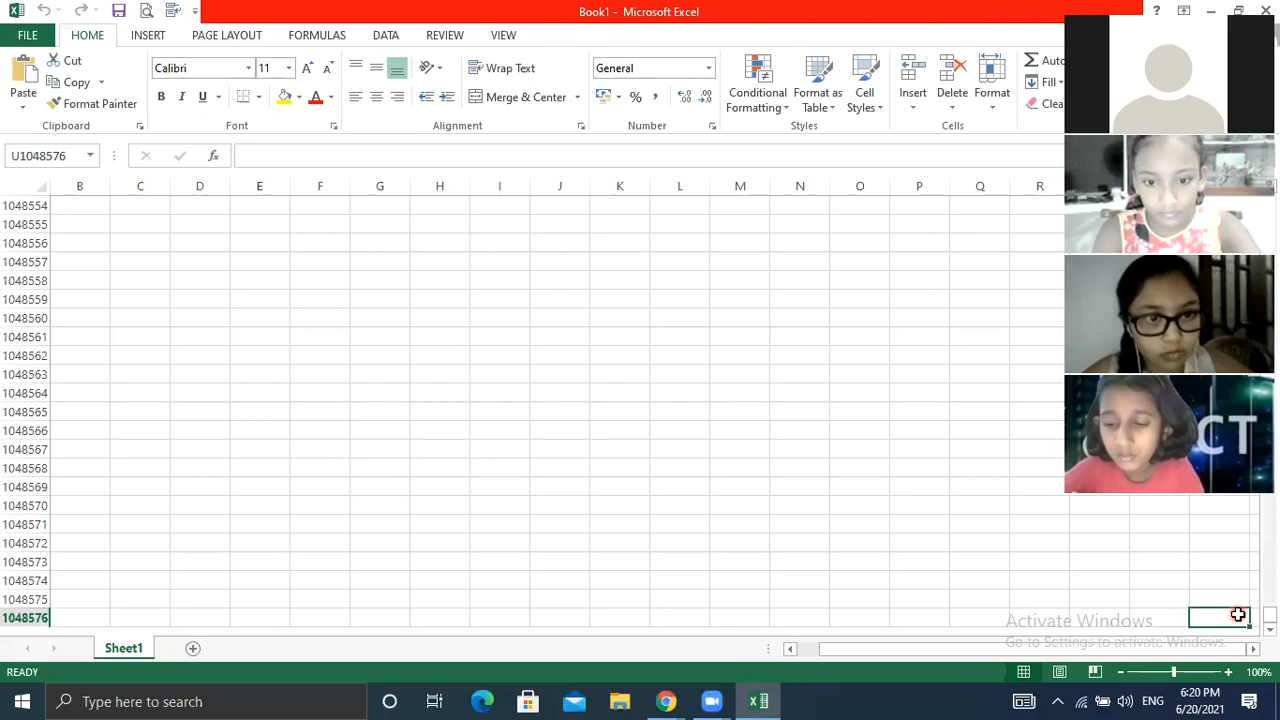 Book1 - Microsoft Excel
FILE HOME INSERT PAGE LAYOUT FORMULAS DATA REVIEW VIEW
Cut
Copy
Format Painter
Paste
Clipboard
Calibri 11
B I U
Font
Wrap Text
Merge & Center
Alignment
General
Number
Conditional Formatting
Format as Table
Cell Styles
Styles
Insert
Delete
Format
Cells
Auto
Fill
Clea
U1048576
B C D E F G H I J K L M N O P Q R
1048554
1048555
1048556
1048557
1048558
1048559
1048560
1048561
1048562
1048563
1048564
1048565
1048566
1048567
1048568
1048569
1048570
1048571
1048572
1048573
1048574
1048575
1048576
CT
Activate Windows
Go to Settings to activate Windows.
Sheet1
READY
100%
Type here to search
ENG
6:20 PM
6/20/2021